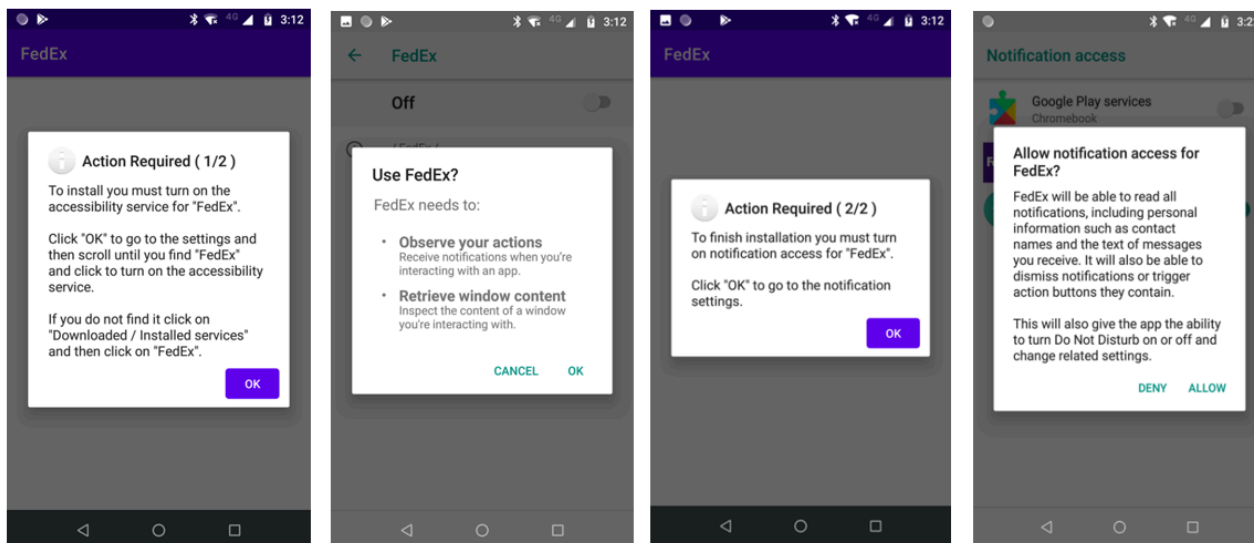 4G 3:12
FedEx
Action Required ( 1/2 )
To install you must turn on the
accessibility service for "FedEx".
Click "OK" to go to the settings and
then scroll until you find "FedEx"
and click to turn on the accessibility
service.
If you do not find it click on
"Downloaded / Installed services"
and then click on "FedEx".
OK
4G 3:12
FedEx
Off
Use FedEx?
FedEx needs to:
• Observe your actions
Receive notifications when you're
interacting with an app.
• Retrieve window content
Inspect the content of a window
you're interacting with.
CANCEL OK
4G 3:12
FedEx
Action Required ( 2/2 )
To finish installation you must turn
on notification access for "FedEx".
Click "OK" to go to the notification
settings.
OK
4G
Notification access
Google Play services
Chromebook
Allow notification access for
FedEx?
FedEx will be able to read all
notifications, including personal
information such as contact
names and the text of messages
you receive. It will also be able to
dismiss notifications or trigger
action buttons they contain.
This will also give the app the ability
to turn Do Not Disturb on or off and
change related settings.
DENY ALLOW